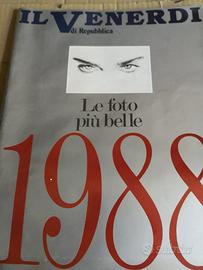 IL VENERDI
di Repubblica
Le foto
più belle
1988